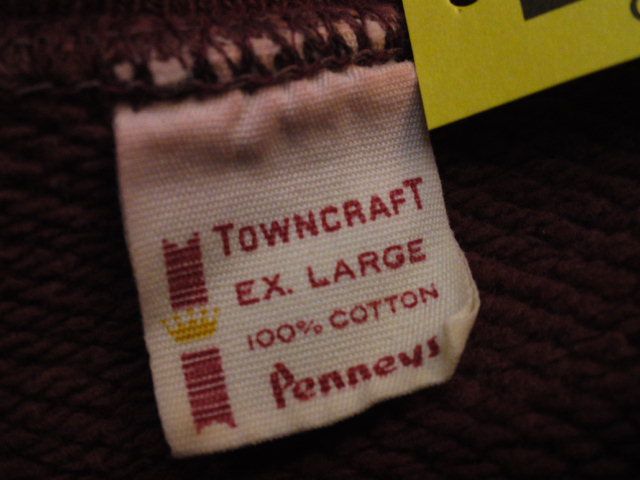 TOWNCRAFT
EX. LARGE
100% COTTON
Penneys